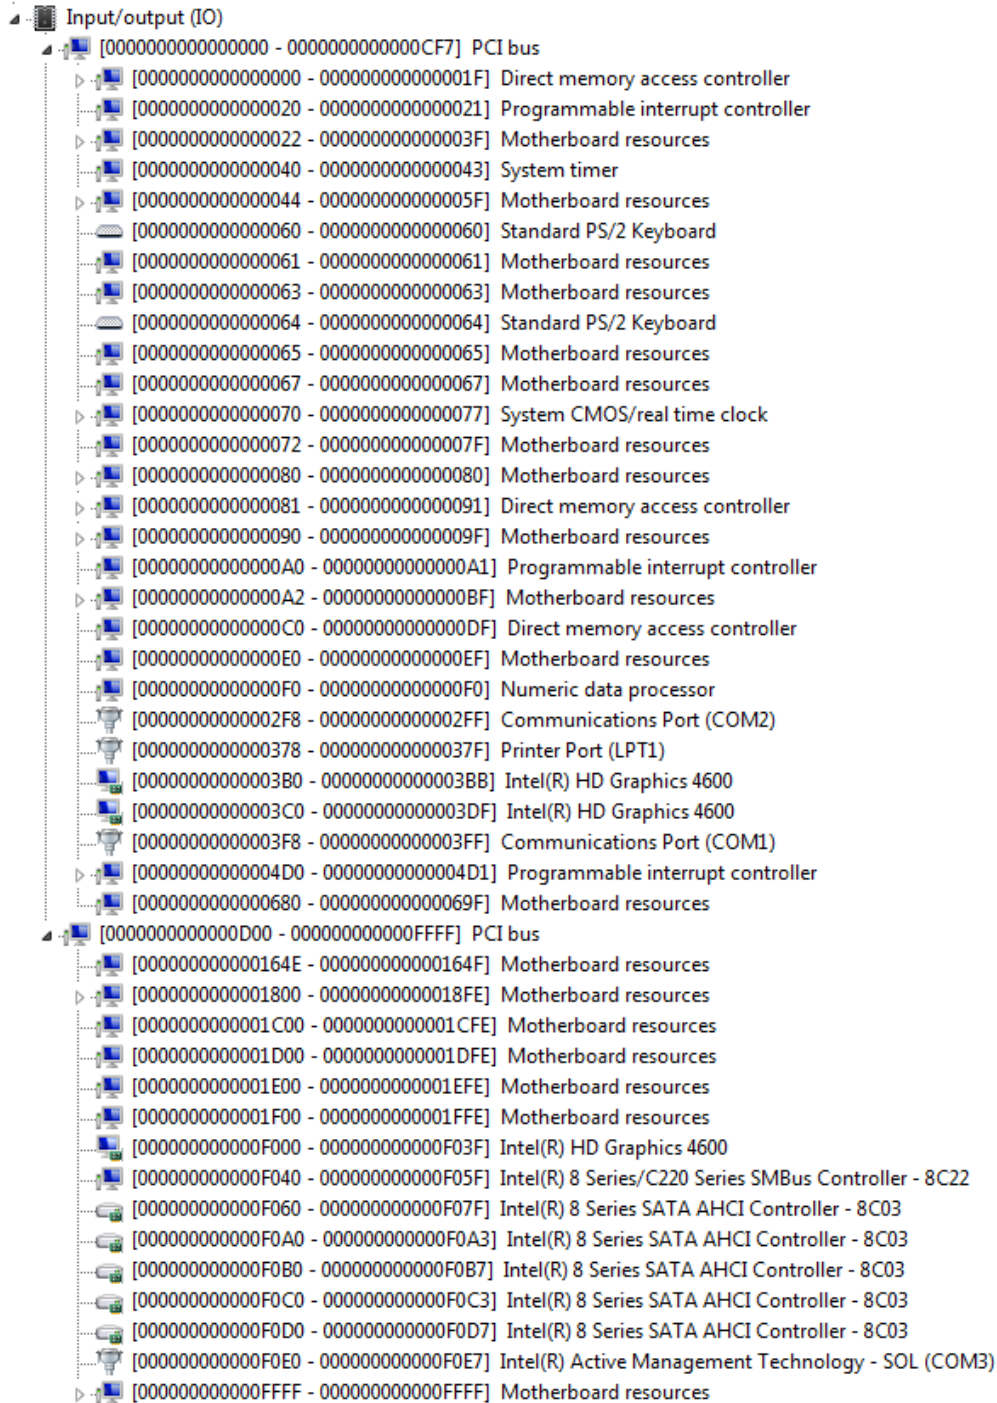 Input/output (IO)
[0000000000000000 - 0000000000000CF7] PCI bus
[0000000000000000 - 000000000000001F] Direct memory access controller
[0000000000000020 - 0000000000000021] Programmable interrupt controller
[0000000000000022 - 000000000000003F] Motherboard resources
[0000000000000040 - 0000000000000043] System timer
[0000000000000044 - 000000000000005F] Motherboard resources
[0000000000000060 - 0000000000000060] Standard PS/2 Keyboard
[0000000000000061 - 0000000000000061] Motherboard resources
[0000000000000063 - 0000000000000063] Motherboard resources
[0000000000000064 - 0000000000000064] Standard PS/2 Keyboard
[0000000000000065 - 0000000000000065] Motherboard resources
[0000000000000067 - 0000000000000067] Motherboard resources
[0000000000000070 - 0000000000000077] System CMOS/real time clock
[0000000000000072 - 000000000000007F] Motherboard resources
[0000000000000080 - 0000000000000080] Motherboard resources
[0000000000000081 - 0000000000000091] Direct memory access controller
[0000000000000090 - 000000000000009F] Motherboard resources
[00000000000000A0 - 00000000000000A1] Programmable interrupt controller
[00000000000000A2 - 00000000000000BF] Motherboard resources
[00000000000000C0 - 00000000000000DF] Direct memory access controller
[00000000000000E0 - 00000000000000EF] Motherboard resources
[00000000000000F0 - 00000000000000F0] Numeric data processor
[00000000000002F8 - 00000000000002FF] Communications Port (COM2)
[0000000000000378 - 000000000000037F] Printer Port (LPT1)
[00000000000003B0 - 00000000000003BB] Intel(R) HD Graphics 4600
[00000000000003C0 - 00000000000003DF] Intel(R) HD Graphics 4600
[00000000000003F8 - 00000000000003FF] Communications Port (COM1)
[00000000000004D0 - 00000000000004D1] Programmable interrupt controller
[0000000000000680 - 000000000000069F] Motherboard resources
[0000000000000D00 - 000000000000FFFF] PCI bus
[000000000000164E - 000000000000164F] Motherboard resources
[0000000000001800 - 00000000000018FE] Motherboard resources
[0000000000001C00 - 0000000000001CFE] Motherboard resources
[0000000000001D00 - 0000000000001DFE] Motherboard resources
[0000000000001E00 - 0000000000001EFE] Motherboard resources
[0000000000001F00 - 0000000000001FFE] Motherboard resources
[000000000000F000 - 000000000000F03F] Intel(R) HD Graphics 4600
[000000000000F040 - 000000000000F05F] Intel(R) 8 Series/C220 Series SMBus Controller - 8C22
[000000000000F060 - 000000000000F07F] Intel(R) 8 Series SATA AHCI Controller - 8C03
[000000000000F0A0 - 000000000000F0A3] Intel(R) 8 Series SATA AHCI Controller - 8C03
[000000000000F0B0 - 000000000000F0B7] Intel(R) 8 Series SATA AHCI Controller - 8C03
[000000000000F0C0 - 000000000000F0C3] Intel(R) 8 Series SATA AHCI Controller - 8C03
[000000000000F0D0 - 000000000000F0D7] Intel(R) 8 Series SATA AHCI Controller - 8C03
[000000000000F0E0 - 000000000000F0E7] Intel(R) Active Management Technology - SOL (COM3)
[000000000000FFFF - 000000000000FFFF] Motherboard resources